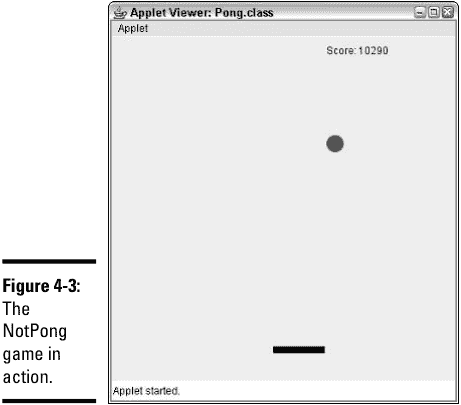 Applet Viewer: Pong.class
Applet
Score: 10290
Applet started.
Figure 4-3:
The
NotPong
game in
action.